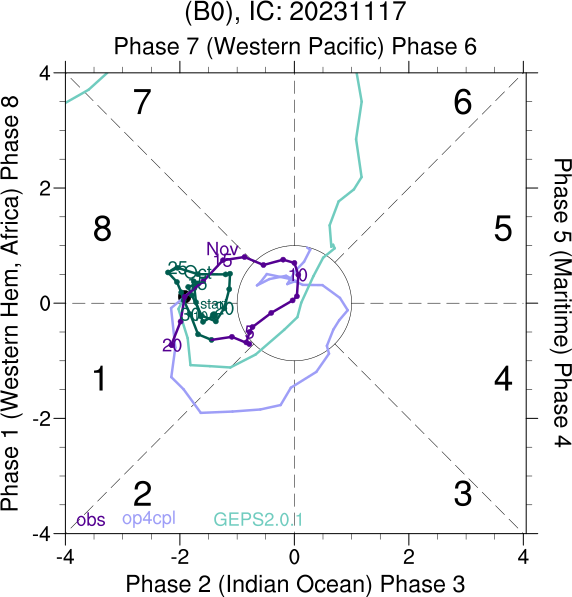 (B0), IC: 20231117
Phase 7 (Western Pacific) Phase 6
Phase 1 (Western Hem, Africa) Phase 8
Phase 5 (Maritime) Phase 4
4
2
0
-2
-4
7
6
8
5
1
4
2
3
Nov
15
25
Oct
10
5
20
start
obs
op4cpl
GEPS2.0.1
-4
-2
0
2
4
Phase 2 (Indian Ocean) Phase 3